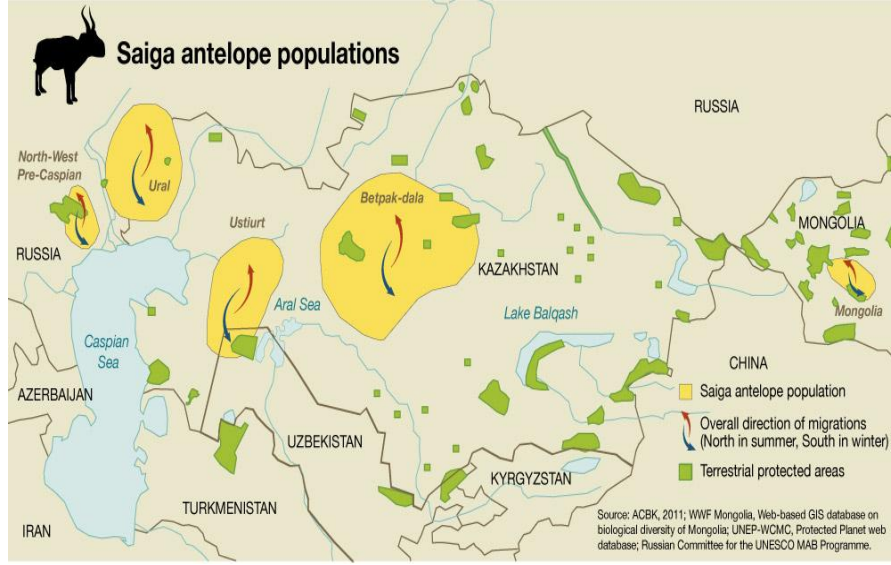 Saiga antelope populations
RUSSIA
North-West
Pre-Caspian
Ural
Betpak-dala
Ustiurt
MONGOLIA
RUSSIA
KAZAKHSTAN
Aral Sea
Mongolia
Lake Balqash
Caspian
Sea
CHINA
AZERBAIJAN
Saiga antelope population
Overall direction of migrations
(North in summer, South in winter)
UZBEKISTAN
Terrestrial protected areas
KYRGYZSTAN
TURKMENISTAN
IRAN
Source: ACBK, 2011; WWF Mongolia, Web-based GIS database on
biological diversity of Mongolia; UNEP-WCMC, Protected Planet web
database; Russian Committee for the UNESCO MAB Programme.